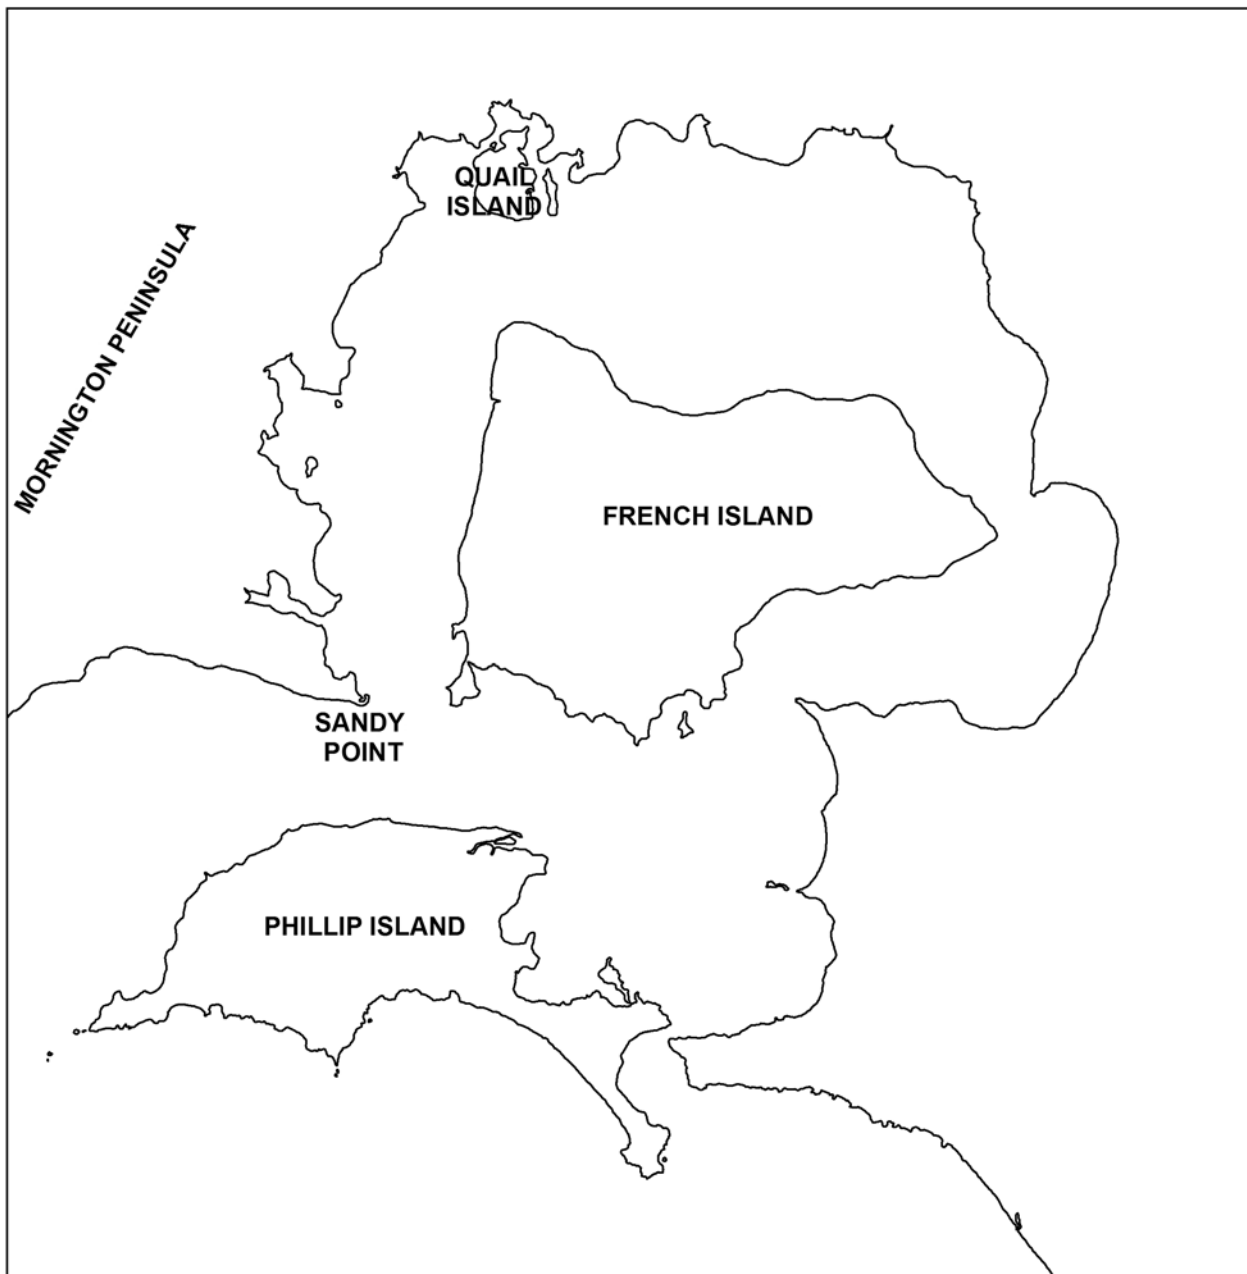 QUAIL
ISLAND
MORNINGTON PENINSULA
FRENCH ISLAND
SANDY
POINT
PHILLIP ISLAND